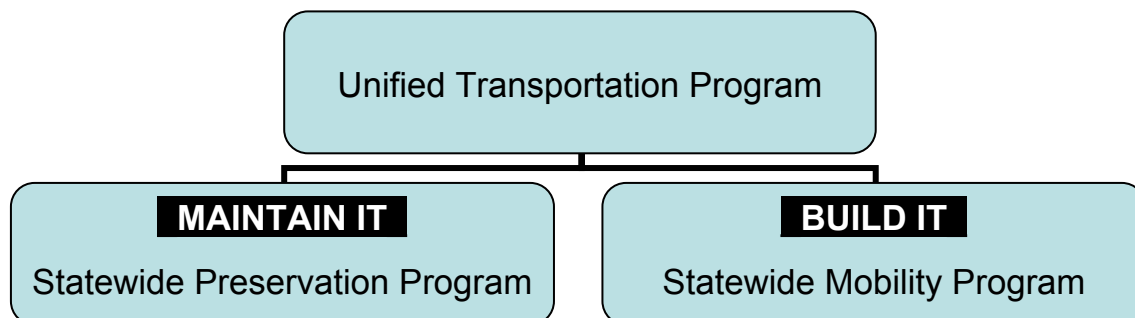 Unified Transportation Program
MAINTAIN IT
Statewide Preservation Program
BUILD IT
Statewide Mobility Program